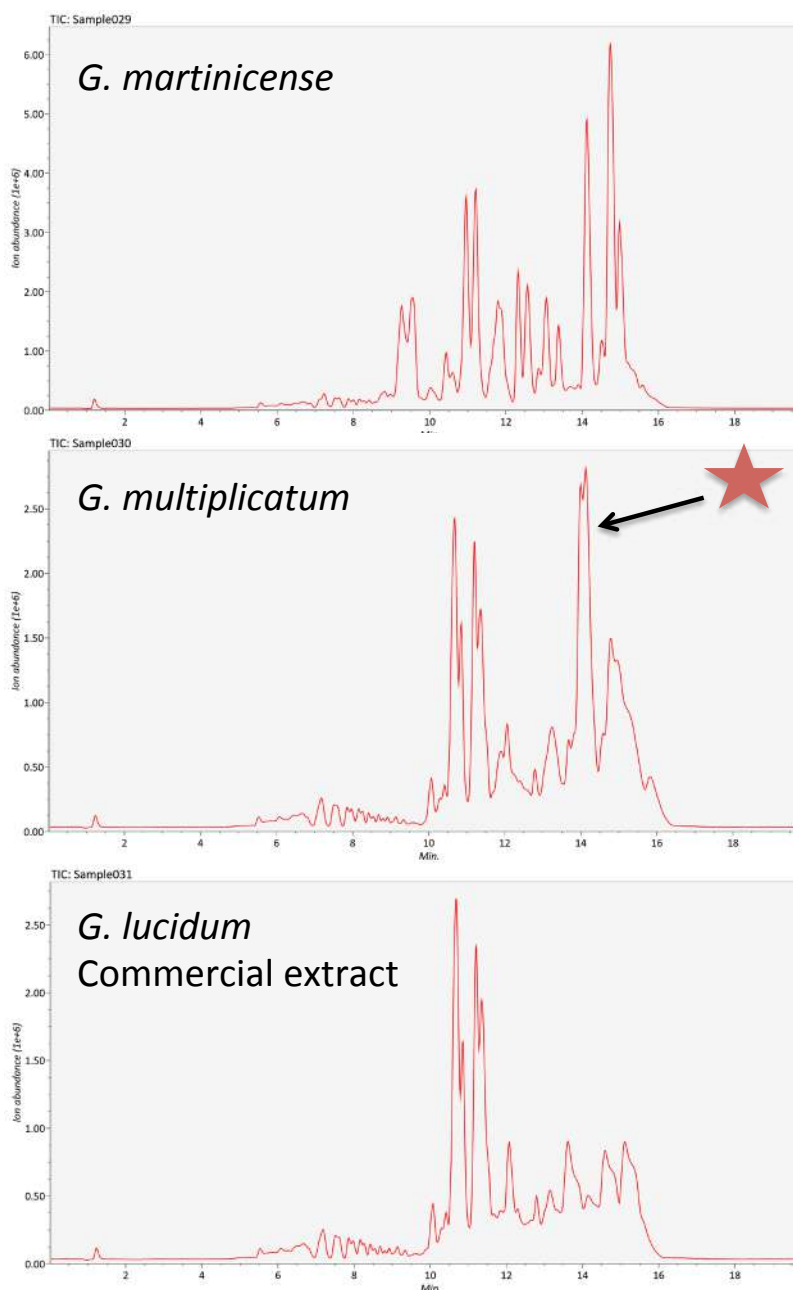 TIC: Sample029
G. martinicense
Ion abundance (1e+6)
6.00
5.00
4.00
3.00
2.00
1.00
0.00
2 4 6 8 10 12 14 16 18
Min.
TIC: Sample030
G. multiplicatum
Ion abundance (1e+6)
2.50
2.00
1.50
1.00
0.50
0.00
2 4 6 8 10 12 14 16 18
Min.
TIC: Sample031
G. lucidum
Commercial extract
Ion abundance (1e+6)
2.50
2.00
1.50
1.00
0.50
0.00
2 4 6 8 10 12 14 16 18
Min.